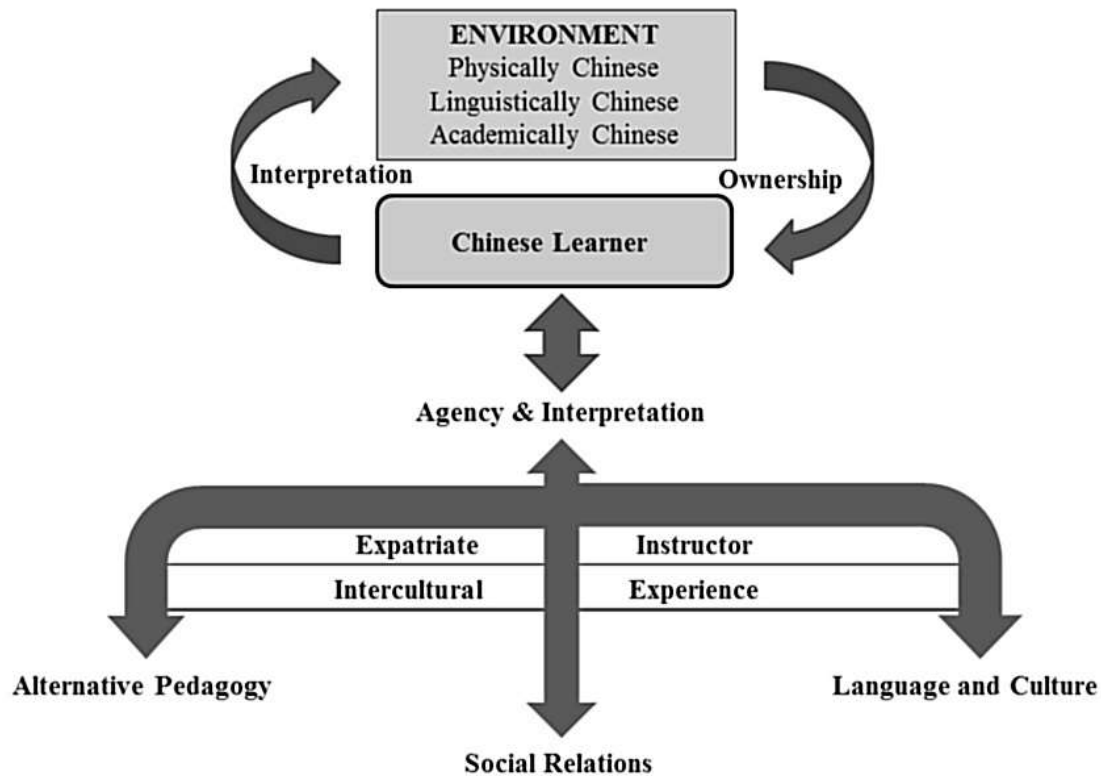 ENVIRONMENT
Physically Chinese
Linguistically Chinese
Academically Chinese
Interpretation
Ownership
Chinese Learner
Agency & Interpretation
Expatriate Instructor
Intercultural Experience
Alternative Pedagogy
Language and Culture
Social Relations